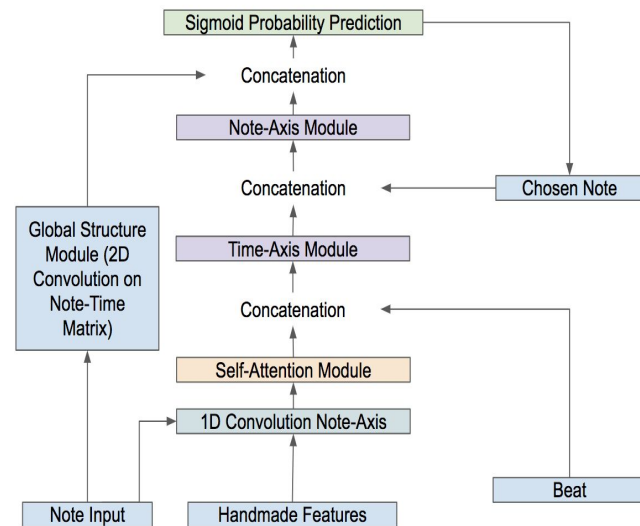 Sigmoid Probability Prediction
Concatenation
Note-Axis Module
Concatenation
Chosen Note
Global Structure
Module (2D
Convolution on
Note-Time
Matrix)
Time-Axis Module
Concatenation
Self-Attention Module
1D Convolution Note-Axis
Beat
Note Input
Handmade Features